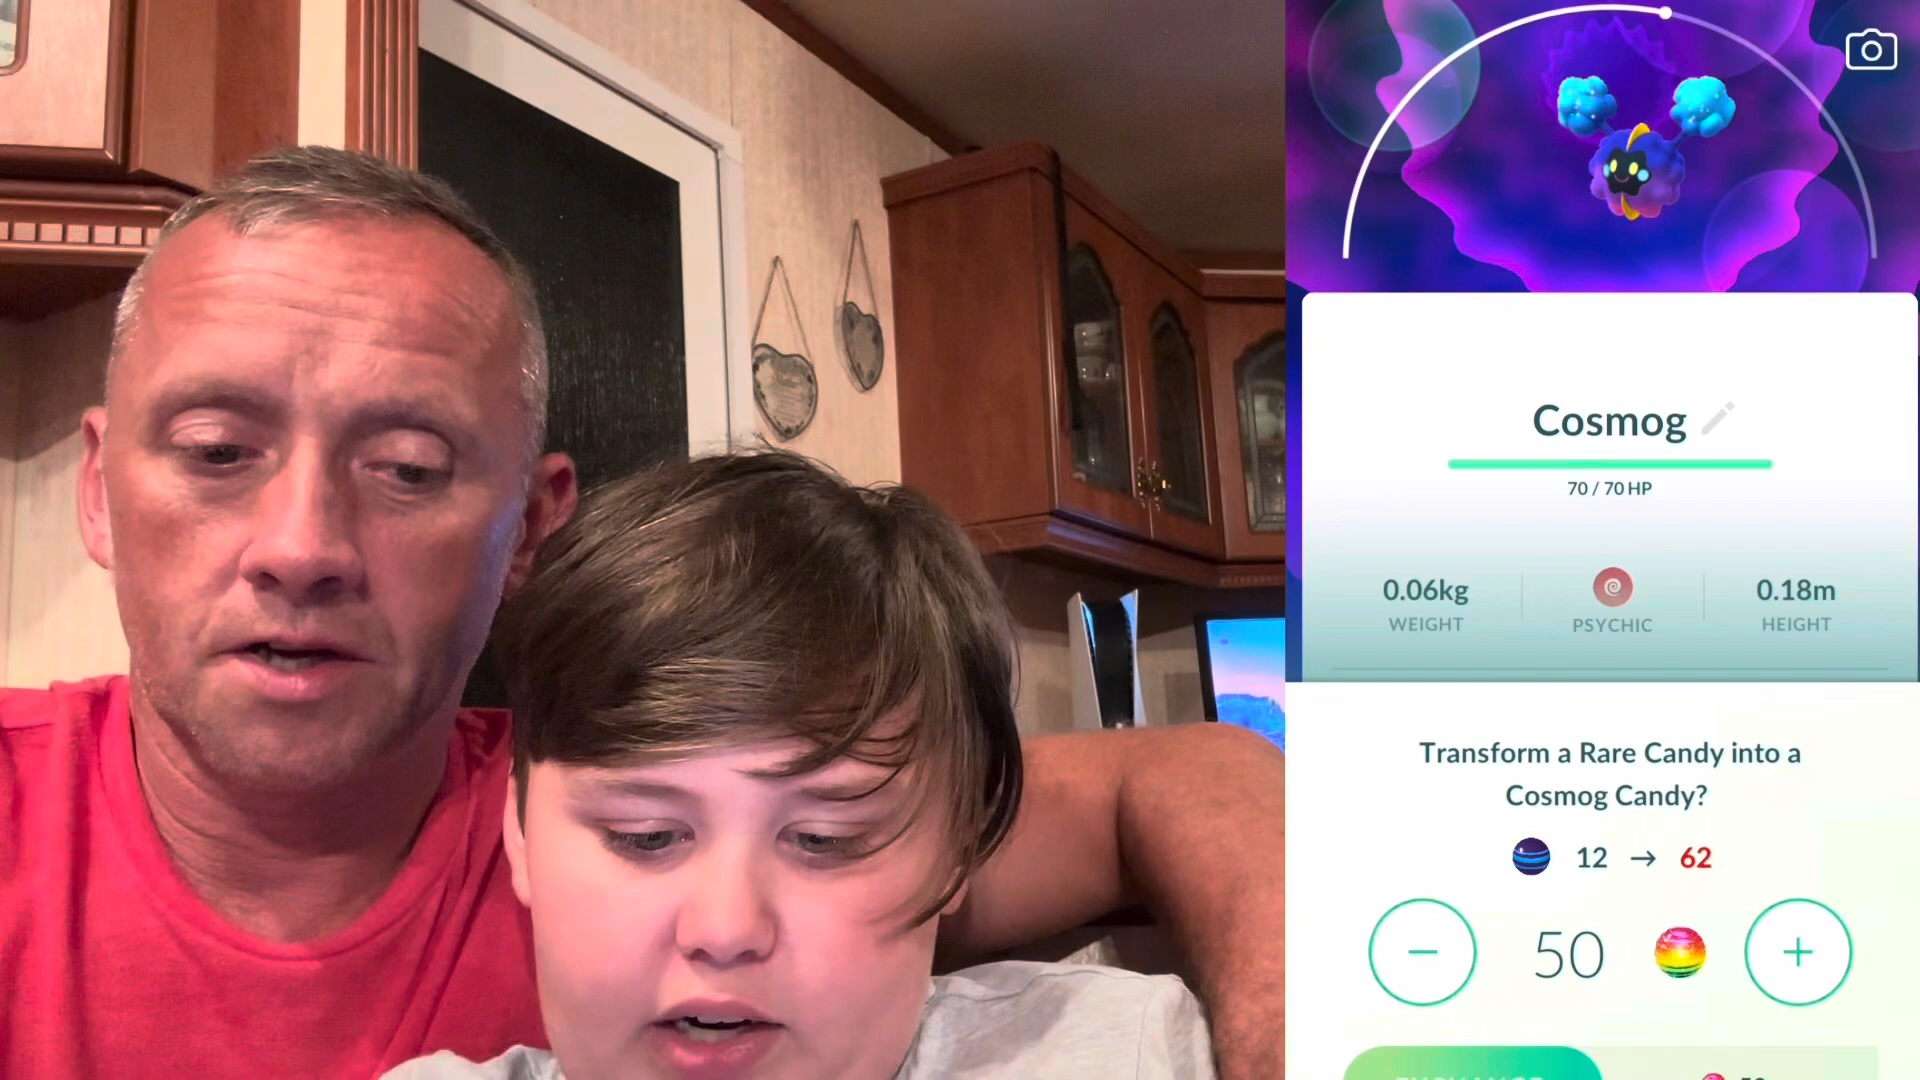 Cosmog
70 / 70 HP
0.06kg
PSYCHIC
0.18m
WEIGHT
HEIGHT
Transform a Rare Candy into a
Cosmog Candy?
12 → 62
50